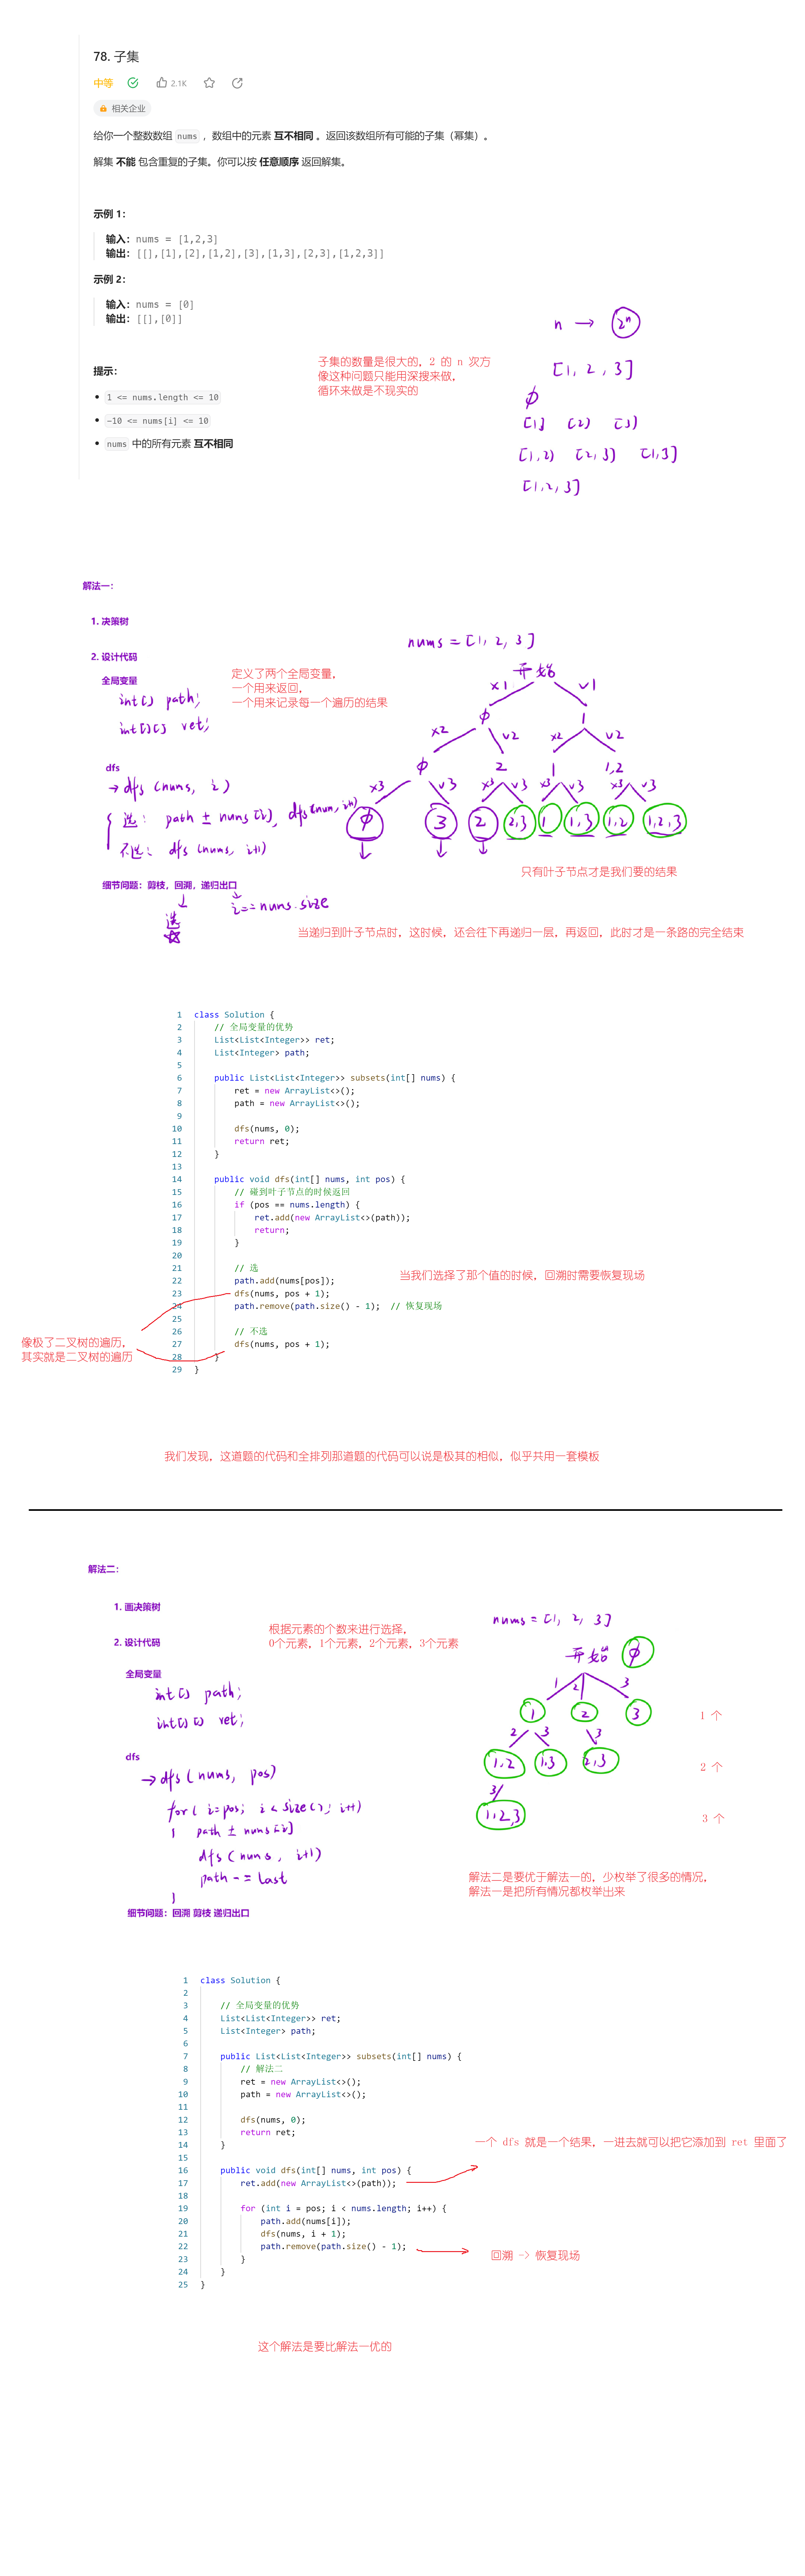 78. 子集
中等
2.1K
相关企业
给你一个整数数组 nums ，数组中的元素 互不相同 。返回该数组所有可能的子集（幂集）。
解集 不能 包含重复的子集。你可以按 任意顺序 返回解集。
示例 1：
输入：nums = [1,2,3]
输出：[[],[1],[2],[1,2],[3],[1,3],[2,3],[1,2,3]]
示例 2：
输入：nums = [0]
输出：[[],[0]]
提示：
1 <= nums.length <= 10
-10 <= nums[i] <= 10
nums 中的所有元素 互不相同
子集的数量是很大的，2 的 n 次方
像这种问题只能用深搜来做，
循环来做是不现实的
n → 2ⁿ
[1, 2, 3]
φ
[1] [2] [3]
[1,2] [2,3] [1,3]
[1,2,3]
解法一：
1. 决策树
2. 设计代码
全局变量
int[] path;
int[][] ret;
定义了两个全局变量，
一个用来返回，
一个用来记录每一个遍历的结果
dfs
→ dfs (nums, i)
选： path ± nums[i], dfs(num, i+1)
不选： dfs (nums, i+1)
细节问题：剪枝，回溯，递归出口
i == nums.size
选
nums = [1, 2, 3]
开始
x1 √1
φ 1
x2 √2 x2 √2
φ 2 1 1,2
x3 √3 x3 √3 x3 √3 x3 √3
φ 3 2 2,3 1 1,3 1,2 1,2,3
只有叶子节点才是我们要的结果
当递归到叶子节点时，这时候，还会往下再递归一层，再返回，此时才是一条路的完全结束
1 class Solution {
2 // 全局变量的优势
3 List<List<Integer>> ret;
4 List<Integer> path;
5
6 public List<List<Integer>> subsets(int[] nums) {
7 ret = new ArrayList<>();
8 path = new ArrayList<>();
9
10 dfs(nums, 0);
11 return ret;
12 }
13
14 public void dfs(int[] nums, int pos) {
15 // 碰到叶子节点的时候返回
16 if (pos == nums.length) {
17 ret.add(new ArrayList<>(path));
18 return;
19 }
20
21 // 选
22 path.add(nums[pos]);
23 dfs(nums, pos + 1);
24 path.remove(path.size() - 1); // 恢复现场
25
26 // 不选
27 dfs(nums, pos + 1);
28 }
29 }
当我们选择了那个值的时候，回溯时需要恢复现场
像极了二叉树的遍历，
其实就是二叉树的遍历
我们发现，这道题的代码和全排列那道题的代码可以说是极其的相似，似乎共用一套模板
解法二：
1. 画决策树
2. 设计代码
根据元素的个数来进行选择，
0个元素，1个元素，2个元素，3个元素
全局变量
int[] path;
int[][] ret;
dfs
→ dfs (nums, pos)
for( i=pos; i < size(); i++)
{ path ± nums[i]
dfs (nums, i+1)
path -= last
}
细节问题：回溯 剪枝 递归出口
nums = [1, 2, 3]
开始 φ
1 2 3
1 2 3
1 个
2 3 3
1,2 1,3 2,3
2 个
3
1,2,3
3 个
解法二是要优于解法一的，少枚举了很多的情况，
解法一是把所有情况都枚举出来
1 class Solution {
2
3 // 全局变量的优势
4 List<List<Integer>> ret;
5 List<Integer> path;
6
7 public List<List<Integer>> subsets(int[] nums) {
8 // 解法二
9 ret = new ArrayList<>();
10 path = new ArrayList<>();
11
12 dfs(nums, 0);
13 return ret;
14 }
15
16 public void dfs(int[] nums, int pos) {
17 ret.add(new ArrayList<>(path));
18
19 for (int i = pos; i < nums.length; i++) {
20 path.add(nums[i]);
21 dfs(nums, i + 1);
22 path.remove(path.size() - 1);
23 }
24 }
25 }
一个 dfs 就是一个结果，一进去就可以把它添加到 ret 里面了
回溯 -> 恢复现场
这个解法是要比解法一优的